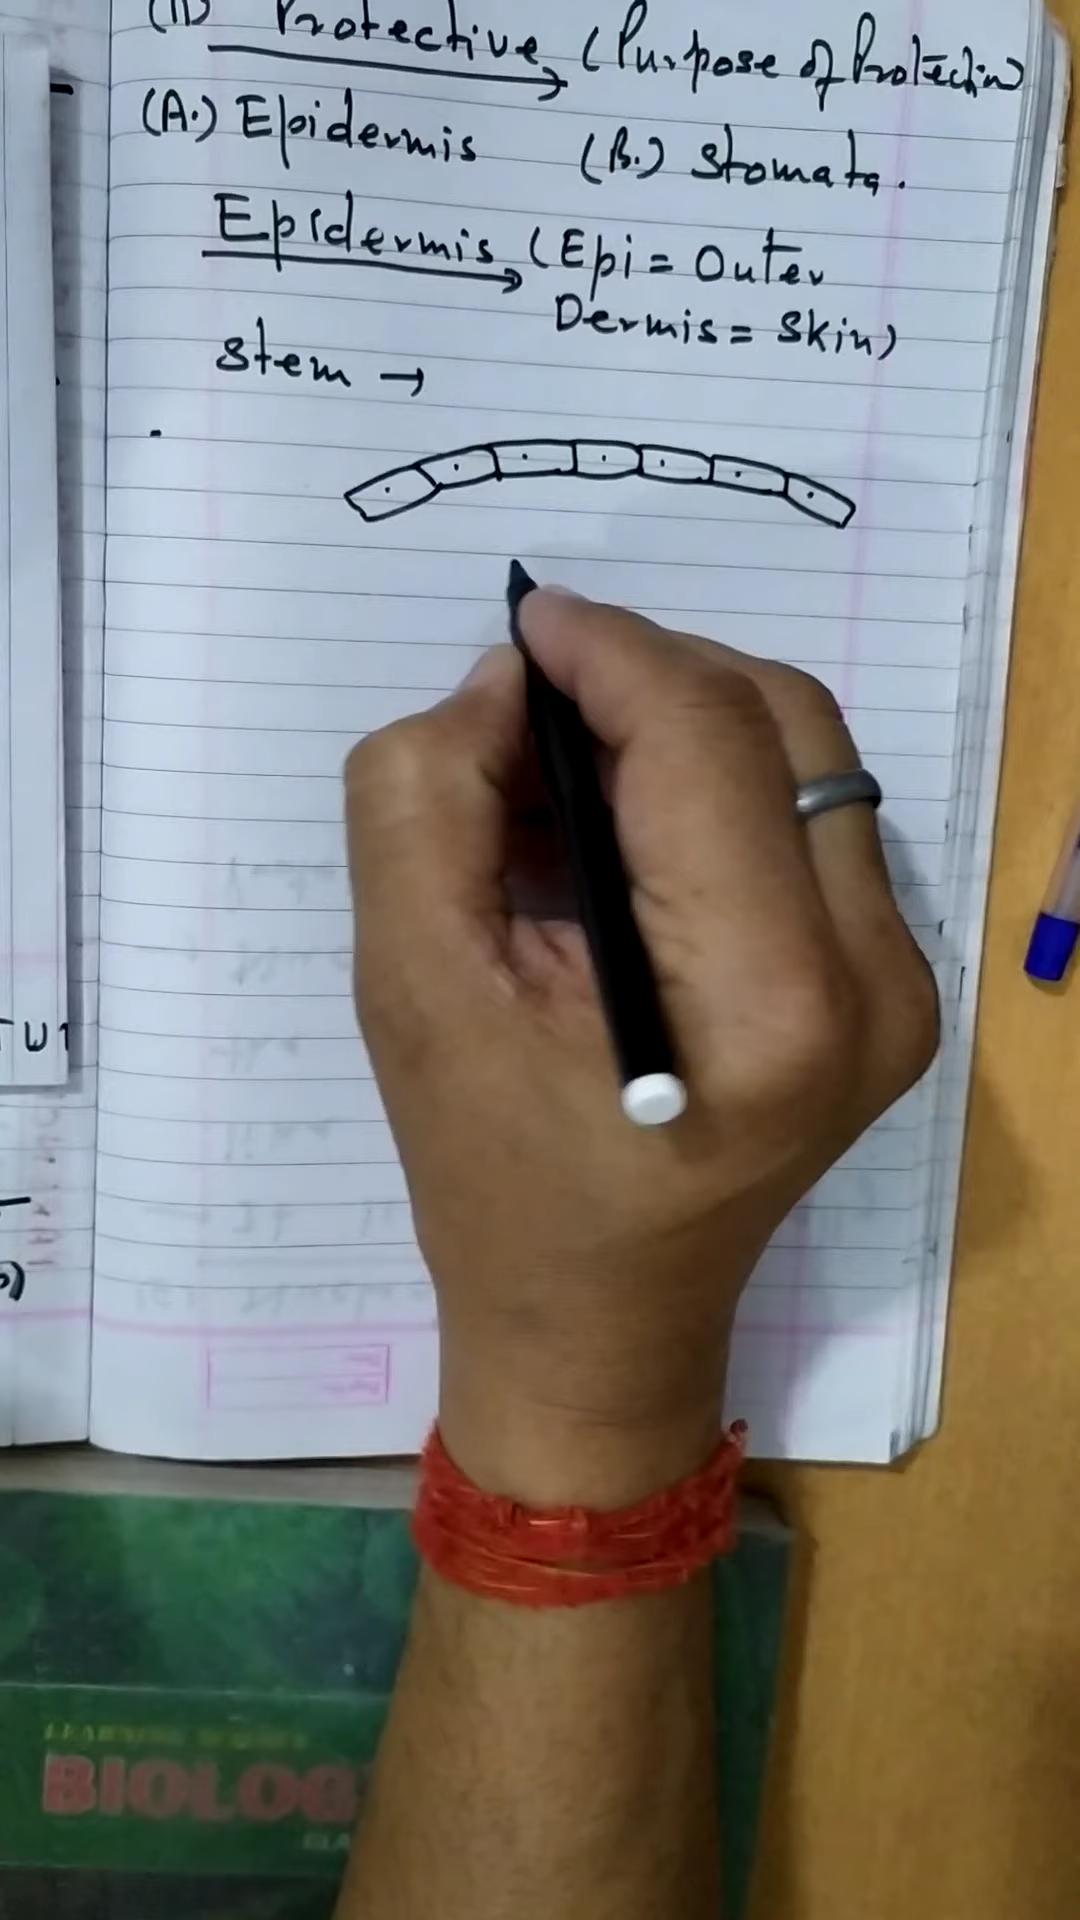 Protective (Purpose of Protection)
(A.) Epidermis (B.) Stomata.
Epidermis (Epi = Outer
Dermis = Skin)
Stem →
BIOLOG